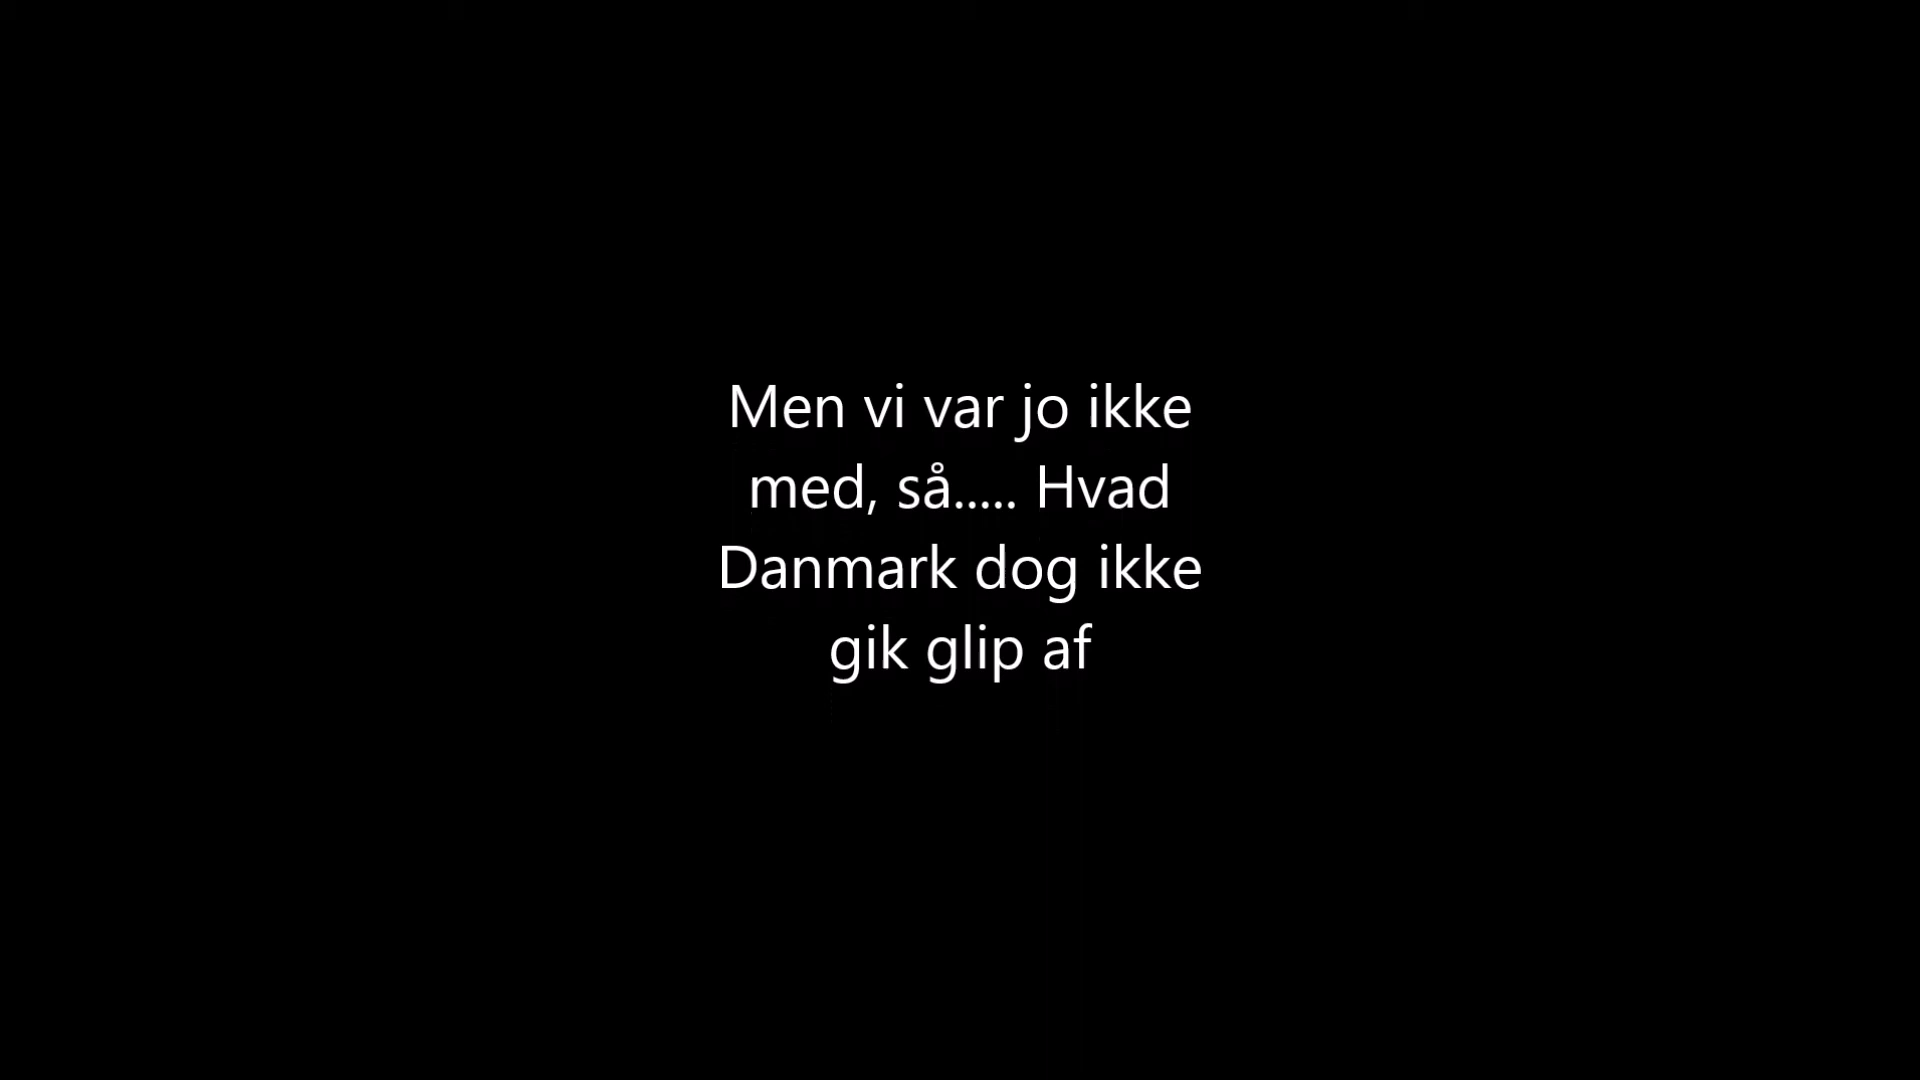 Men vi var jo ikke
med, så..... Hvad
Danmark dog ikke
gik glip af